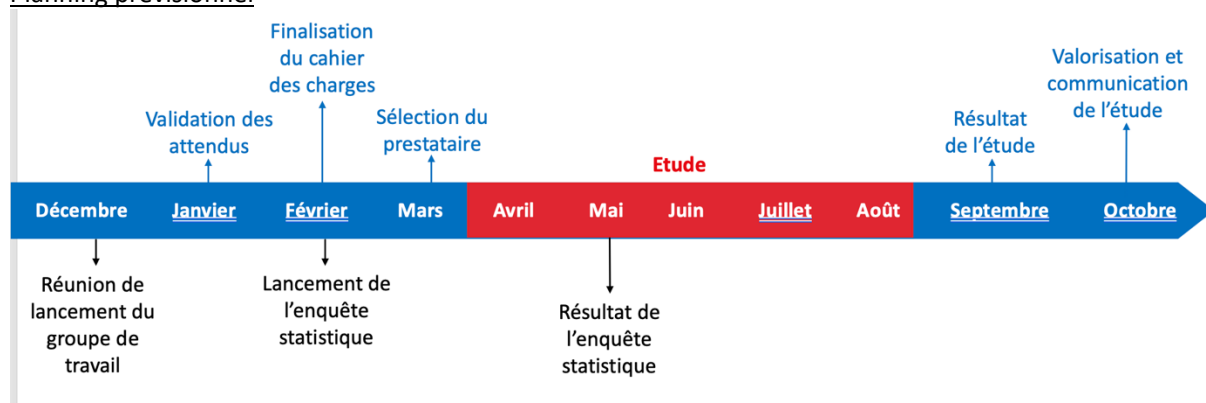 Planning prévisionnel
Finalisation
du cahier
des charges
Validation des
attendus
Sélection du
prestataire
Résultat
de l'étude
Valorisation et
communication
de l'étude
Etude
Décembre Janvier Février Mars Avril Mai Juin Juillet Août Septembre Octobre
Réunion de
lancement du
groupe de
travail
Lancement de
l'enquête
statistique
Résultat de
l'enquête
statistique